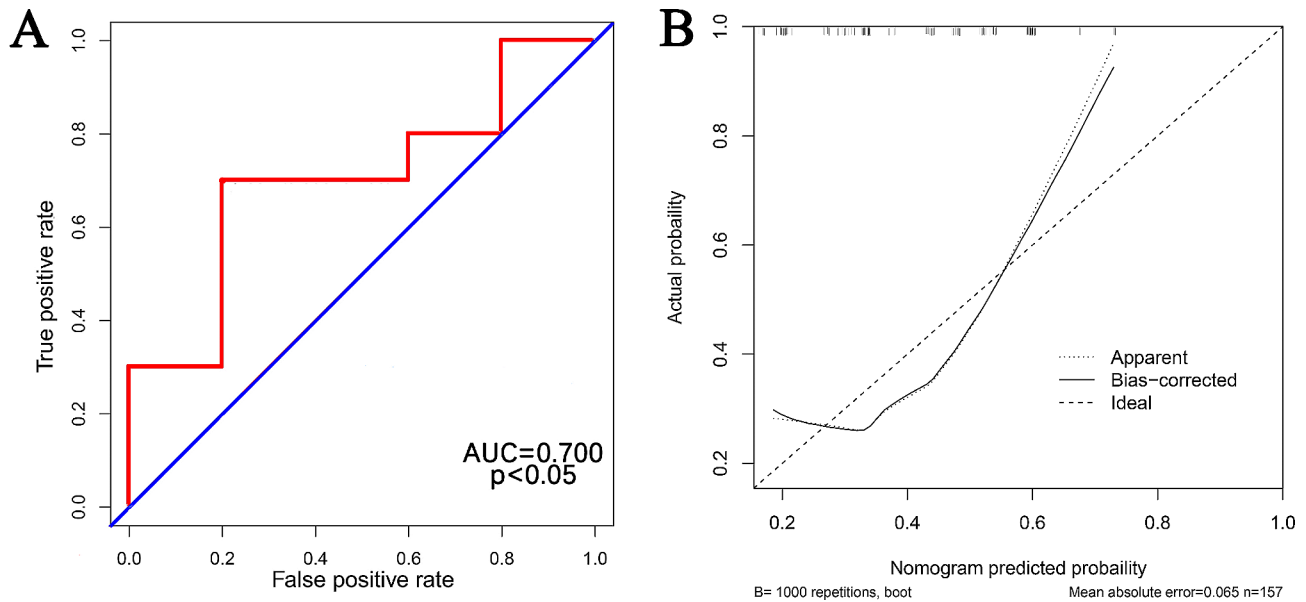 A
True positive rate
1.0
0.8
0.6
0.4
0.2
0.0
AUC=0.700
p<0.05
0.0 0.2 0.4 0.6 0.8 1.0
False positive rate
B
Actual probaility
1.0
0.8
0.6
0.4
0.2
Apparent
Bias-corrected
Ideal
0.2 0.4 0.6 0.8 1.0
Nomogram predicted probaility
B= 1000 repetitions, boot
Mean absolute error=0.065 n=157